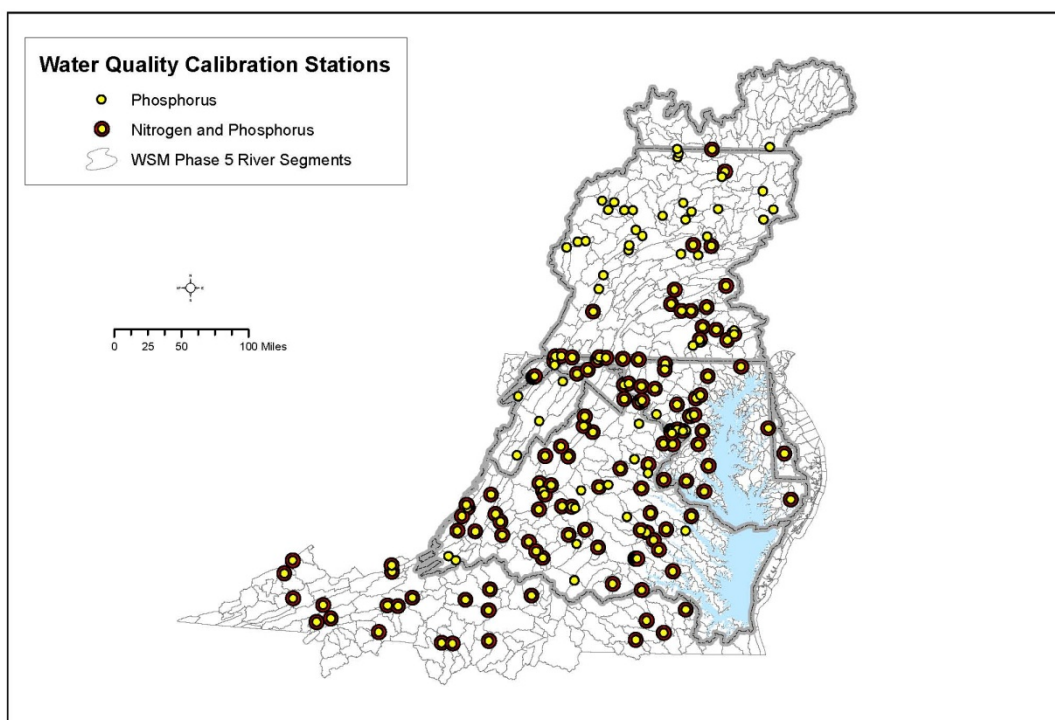 Water Quality Calibration Stations
Phosphorus
Nitrogen and Phosphorus
WSM Phase 5 River Segments
0 25 50 100 Miles